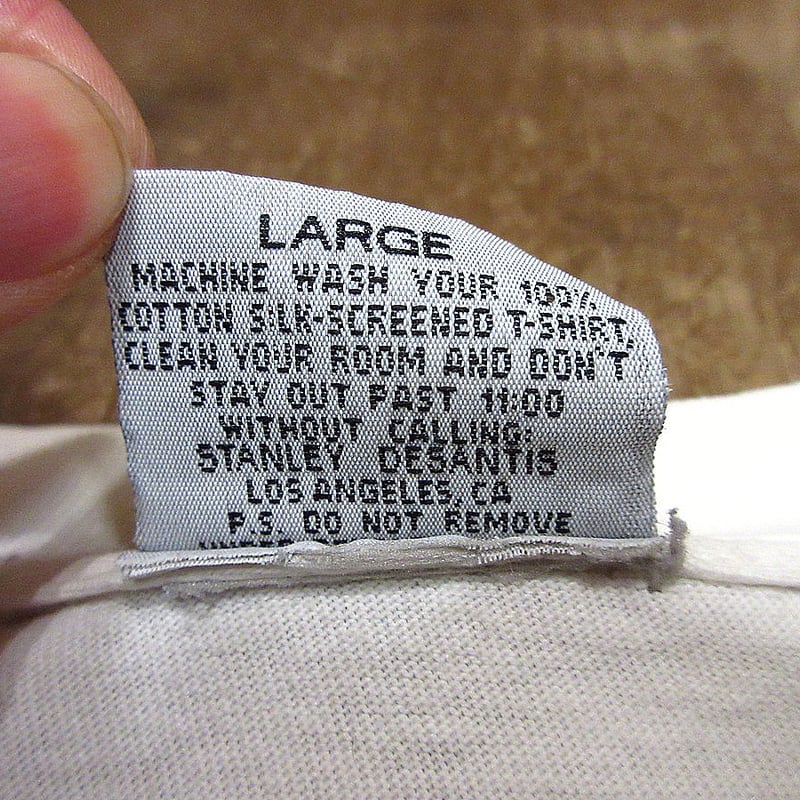 LARGE
MACHINE WASH YOUR 100%
COTTON SILK-SCREENED T-SHIRT,
CLEAN YOUR ROOM AND DON'T
STAY OUT PAST 11:00
WITHOUT CALLING:
STANLEY DESANTIS
LOS ANGELES, CA
P.S. DO NOT REMOVE